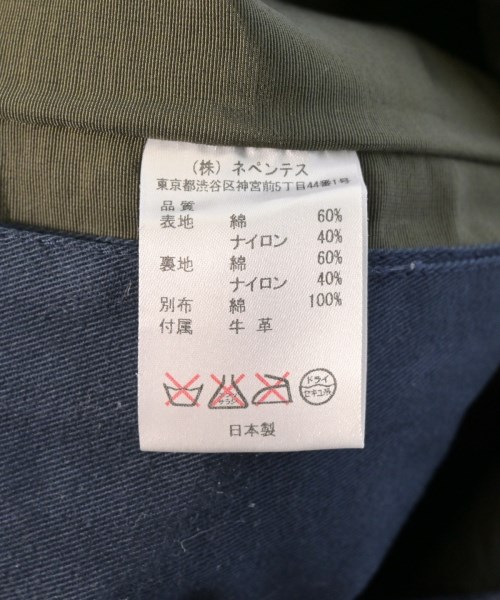 (株) ネペンテス
東京都渋谷区神宮前5丁目44番1号
品質
表地 綿 60%
ナイロン 40%
裏地 綿 60%
ナイロン 40%
別布 綿 100%
付属 牛 革
ドライ
セキユ系
日本製